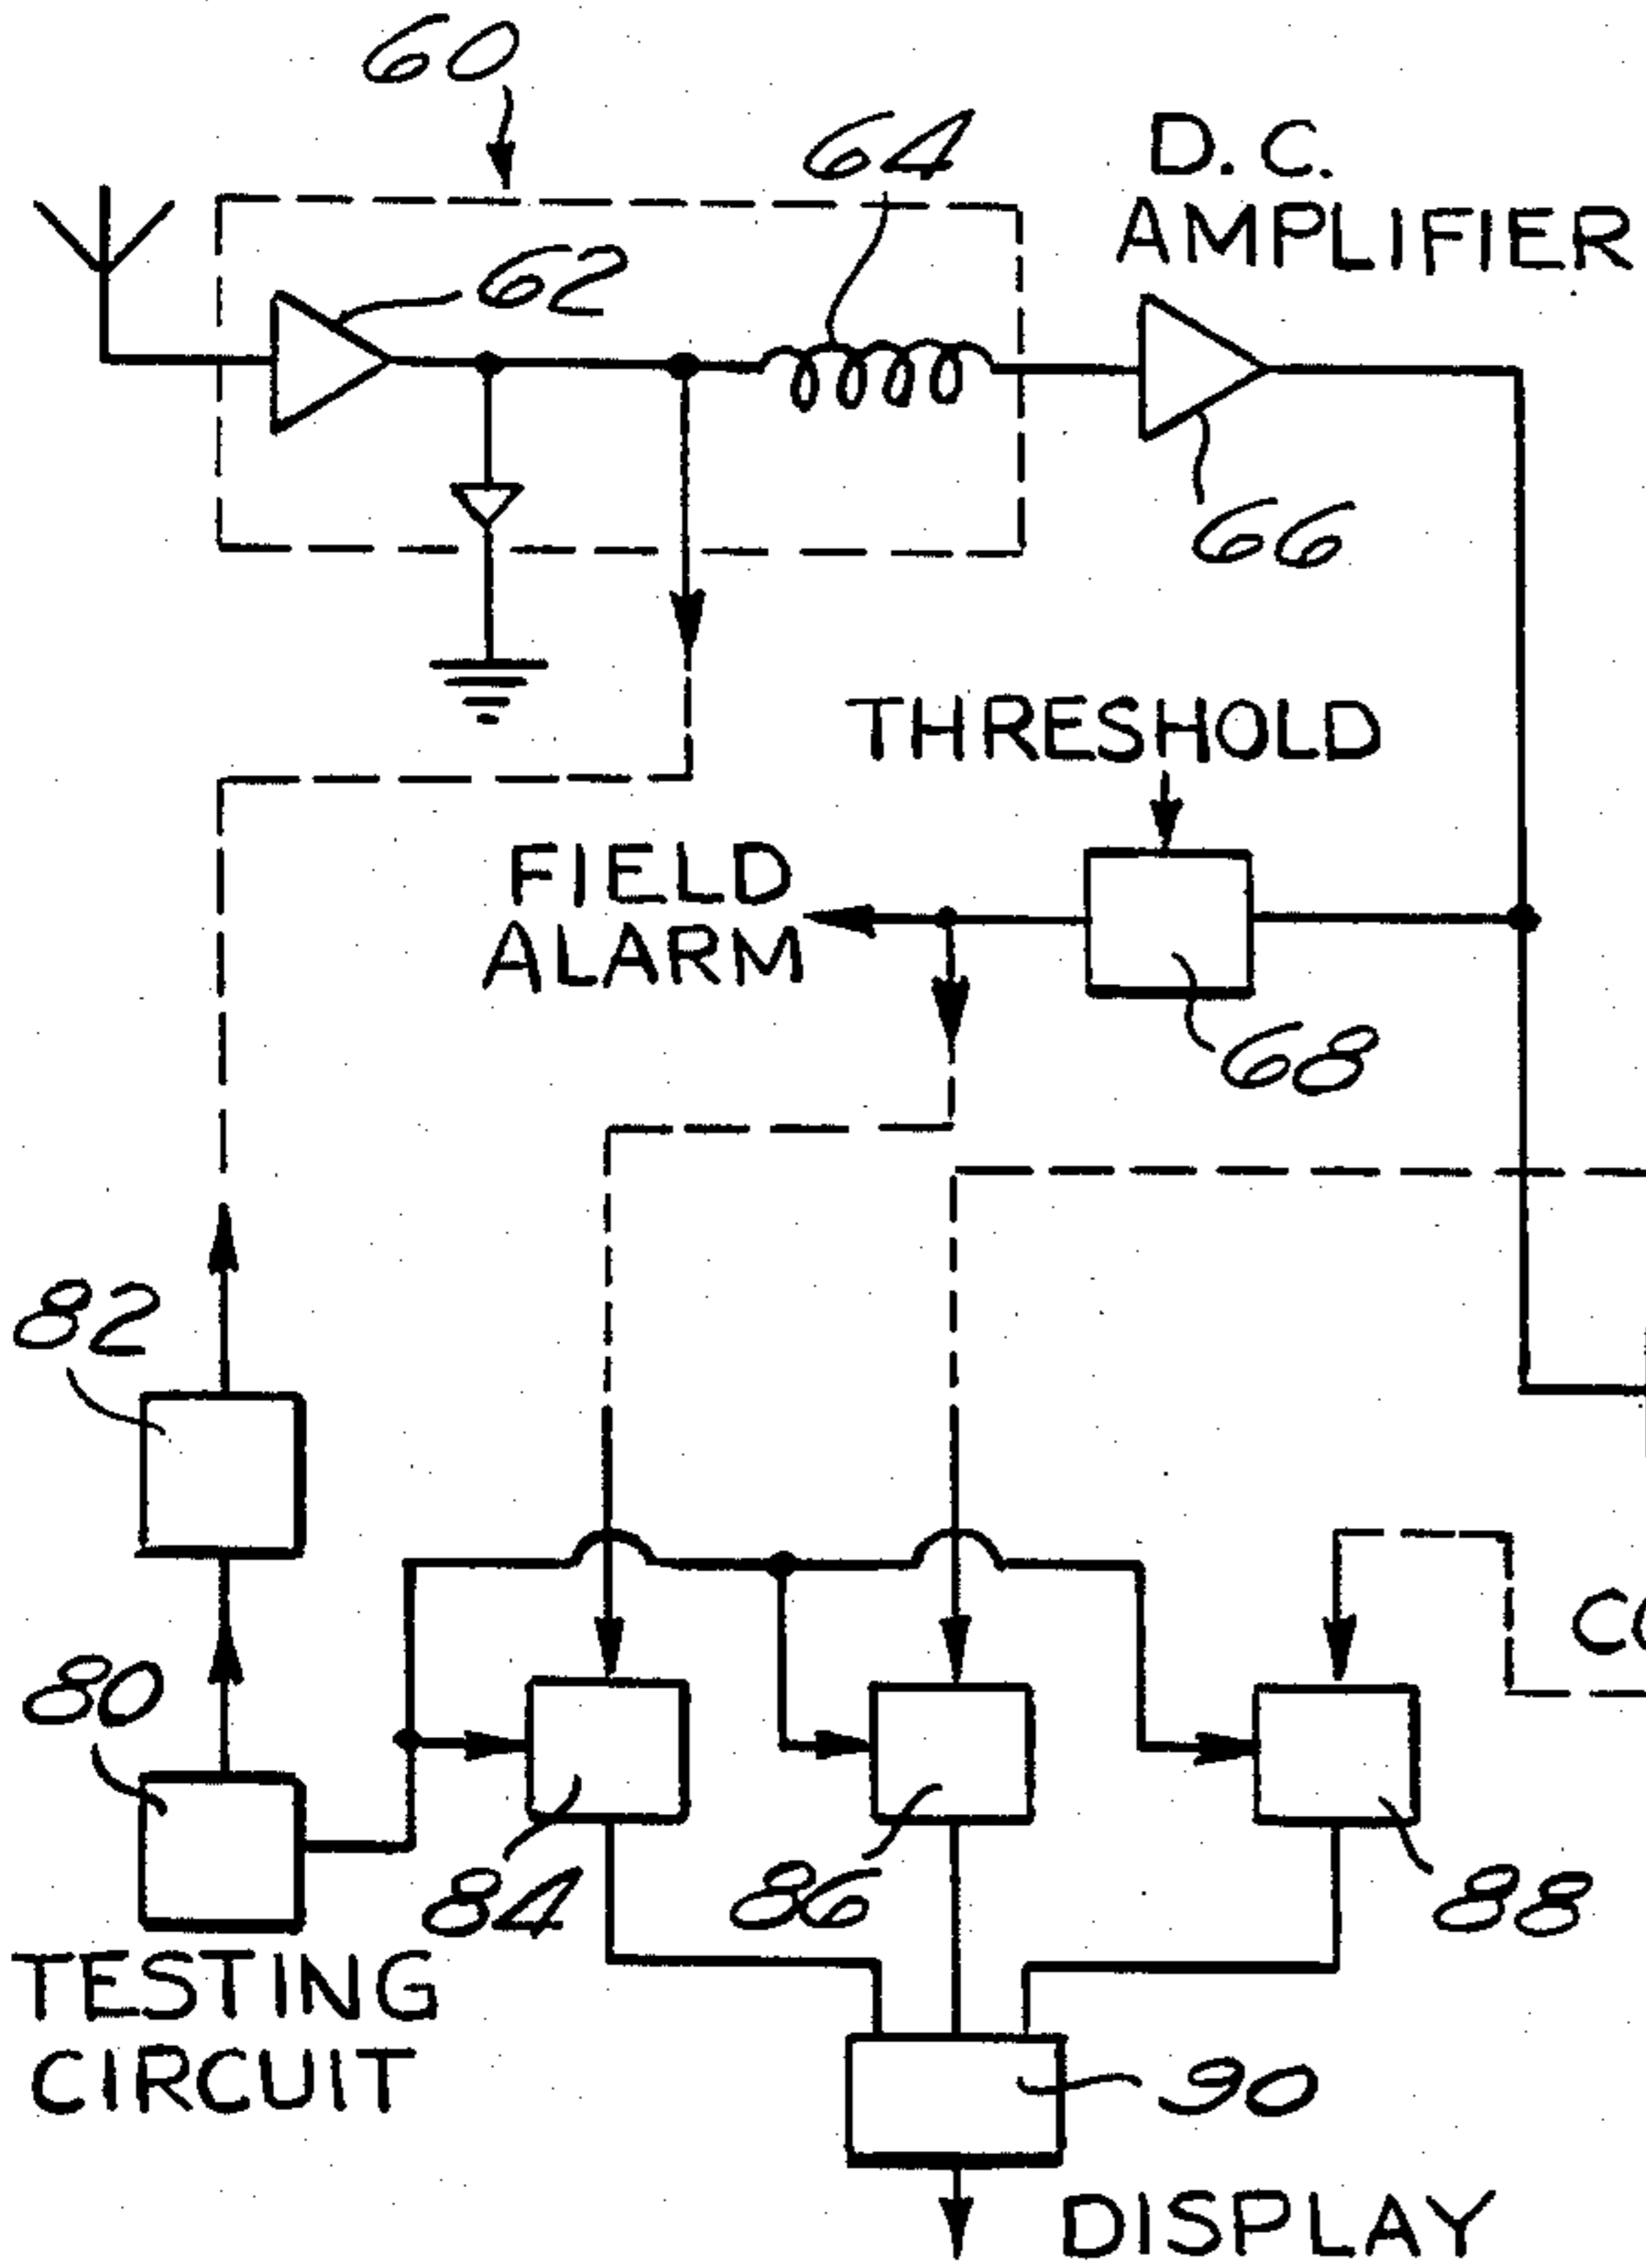 60
64
D.C.
AMPLIFIER
62
66
THRESHOLD
FIELD
ALARM
68
82
80
84
86
88
TESTING
CIRCUIT
90
DISPLAY